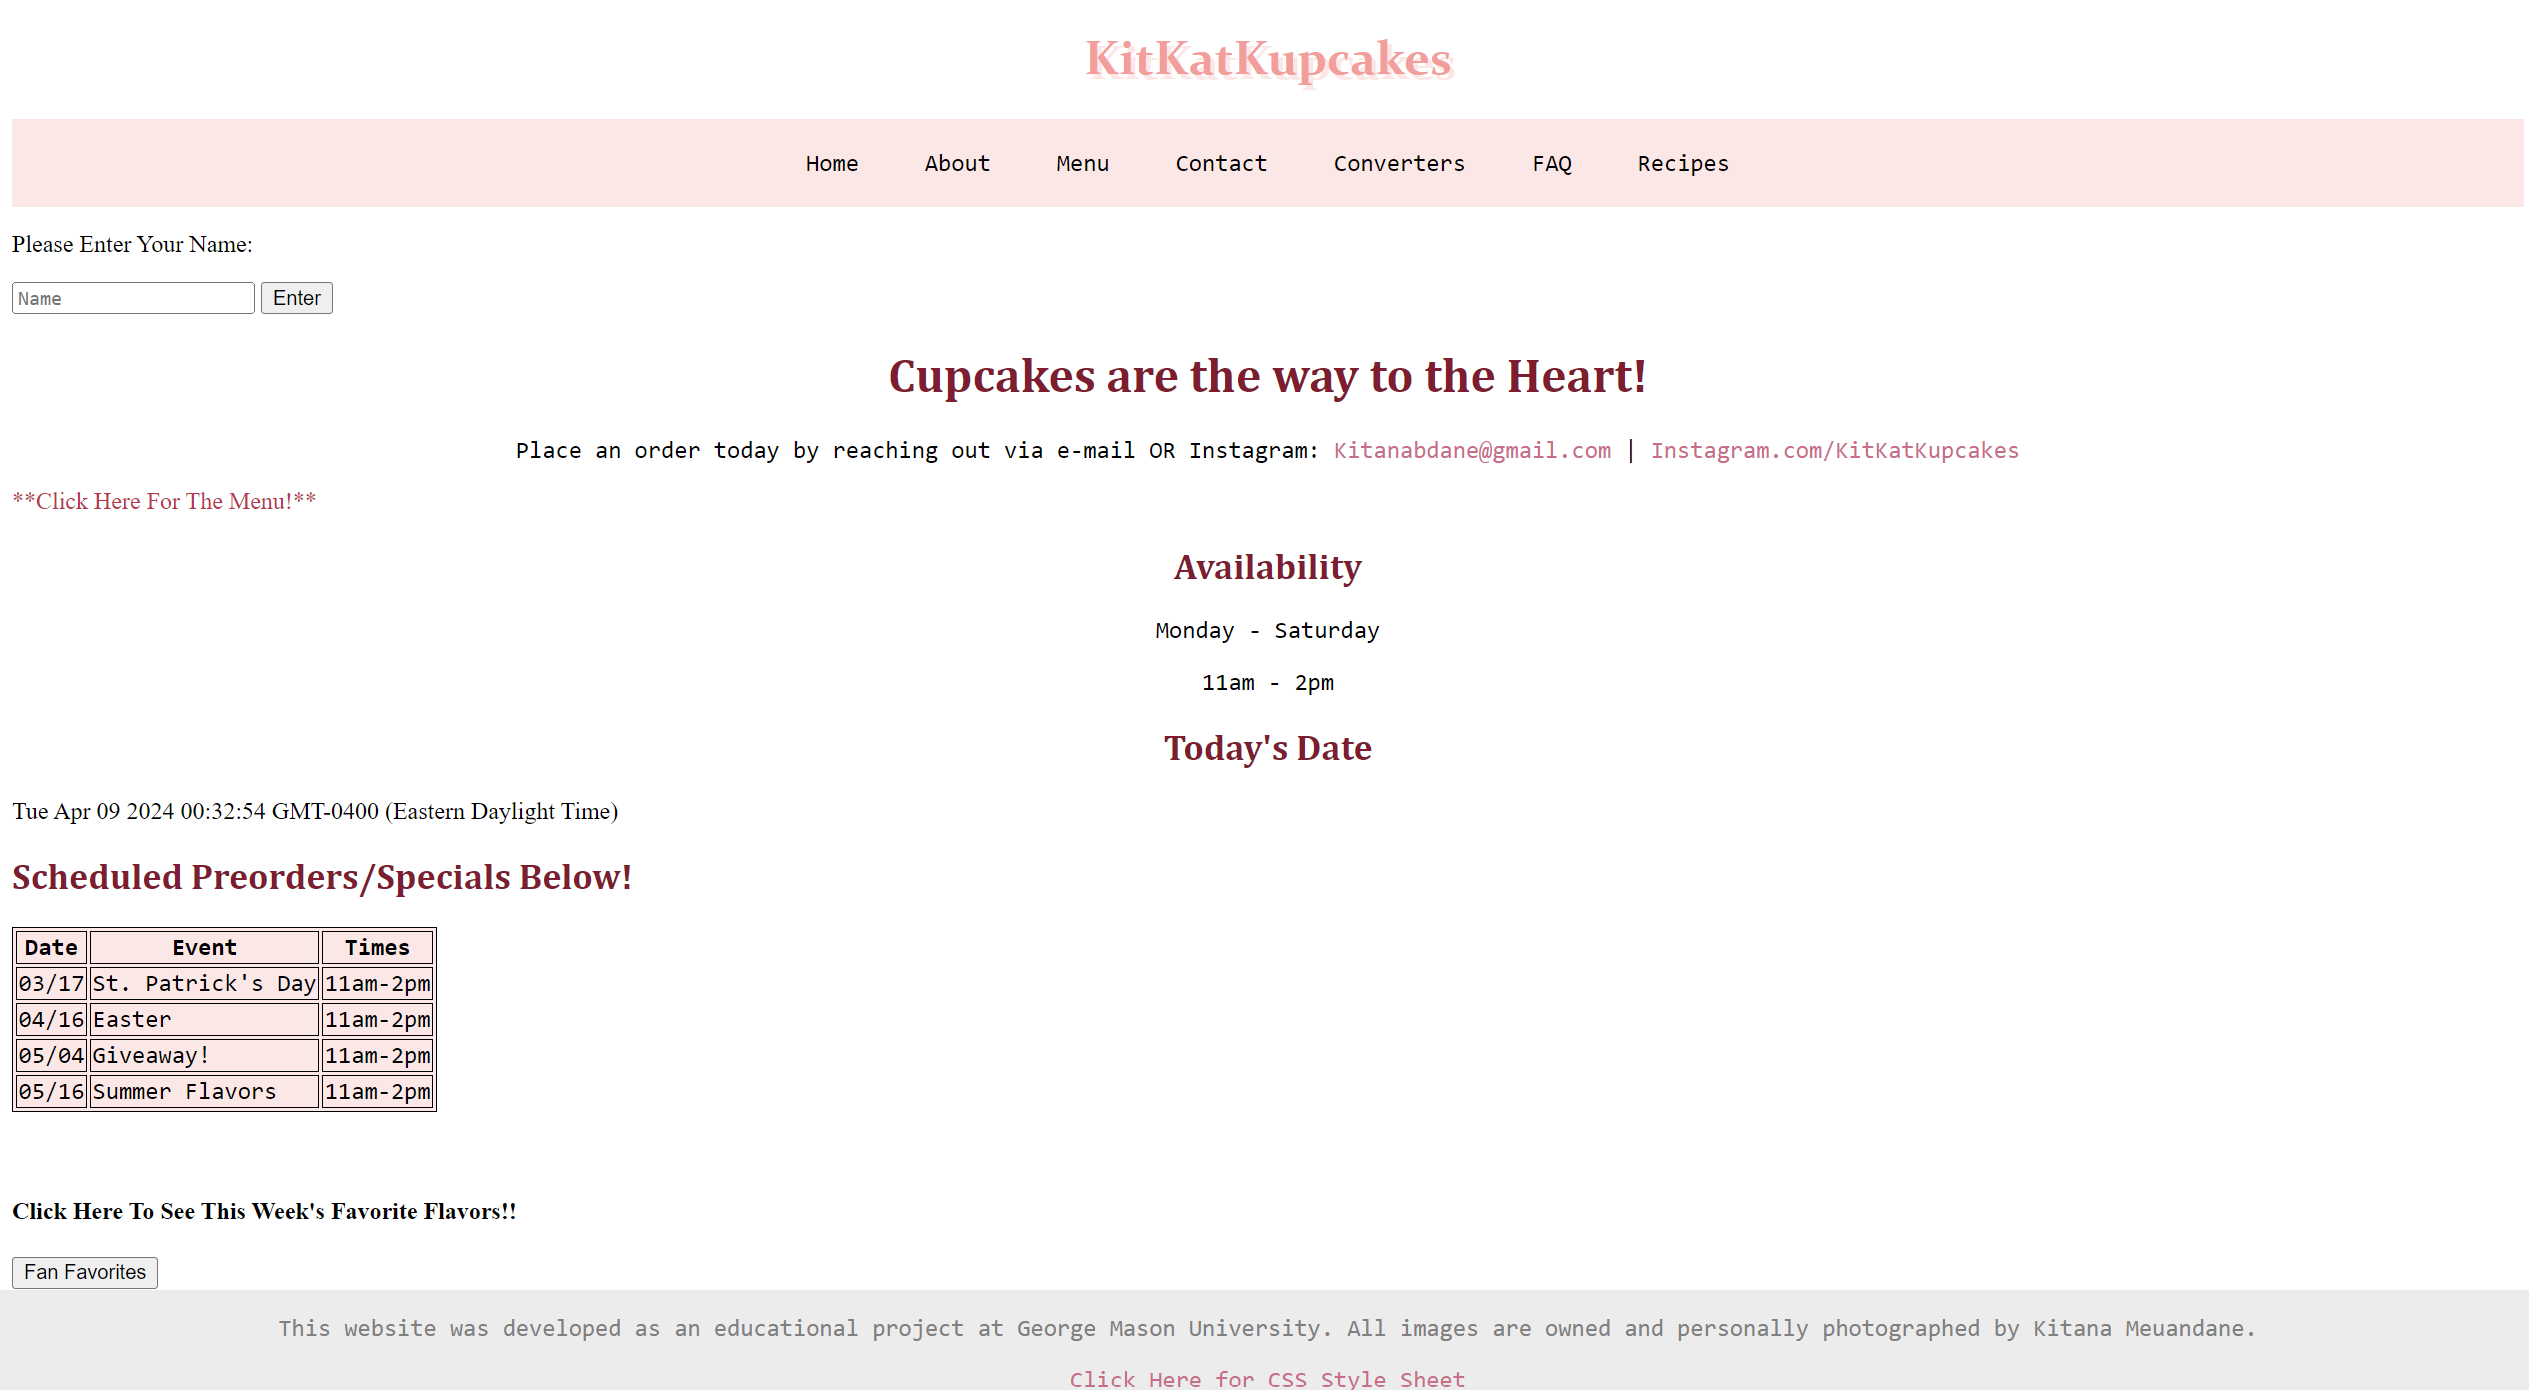 KitKatKupcakes
Home About Menu Contact Converters FAQ Recipes
Please Enter Your Name:
Name Enter
Cupcakes are the way to the Heart!
Place an order today by reaching out via e-mail OR Instagram: Kitanabdane@gmail.com | Instagram.com/KitKatKupcakes
**Click Here For The Menu!**
Availability
Monday - Saturday
11am - 2pm
Today's Date
Tue Apr 09 2024 00:32:54 GMT-0400 (Eastern Daylight Time)
Scheduled Preorders/Specials Below!
Date Event Times
03/17 St. Patrick's Day 11am-2pm
04/16 Easter 11am-2pm
05/04 Giveaway! 11am-2pm
05/16 Summer Flavors 11am-2pm
Click Here To See This Week's Favorite Flavors!!
Fan Favorites
This website was developed as an educational project at George Mason University. All images are owned and personally photographed by Kitana Meuandane.
Click Here for CSS Style Sheet